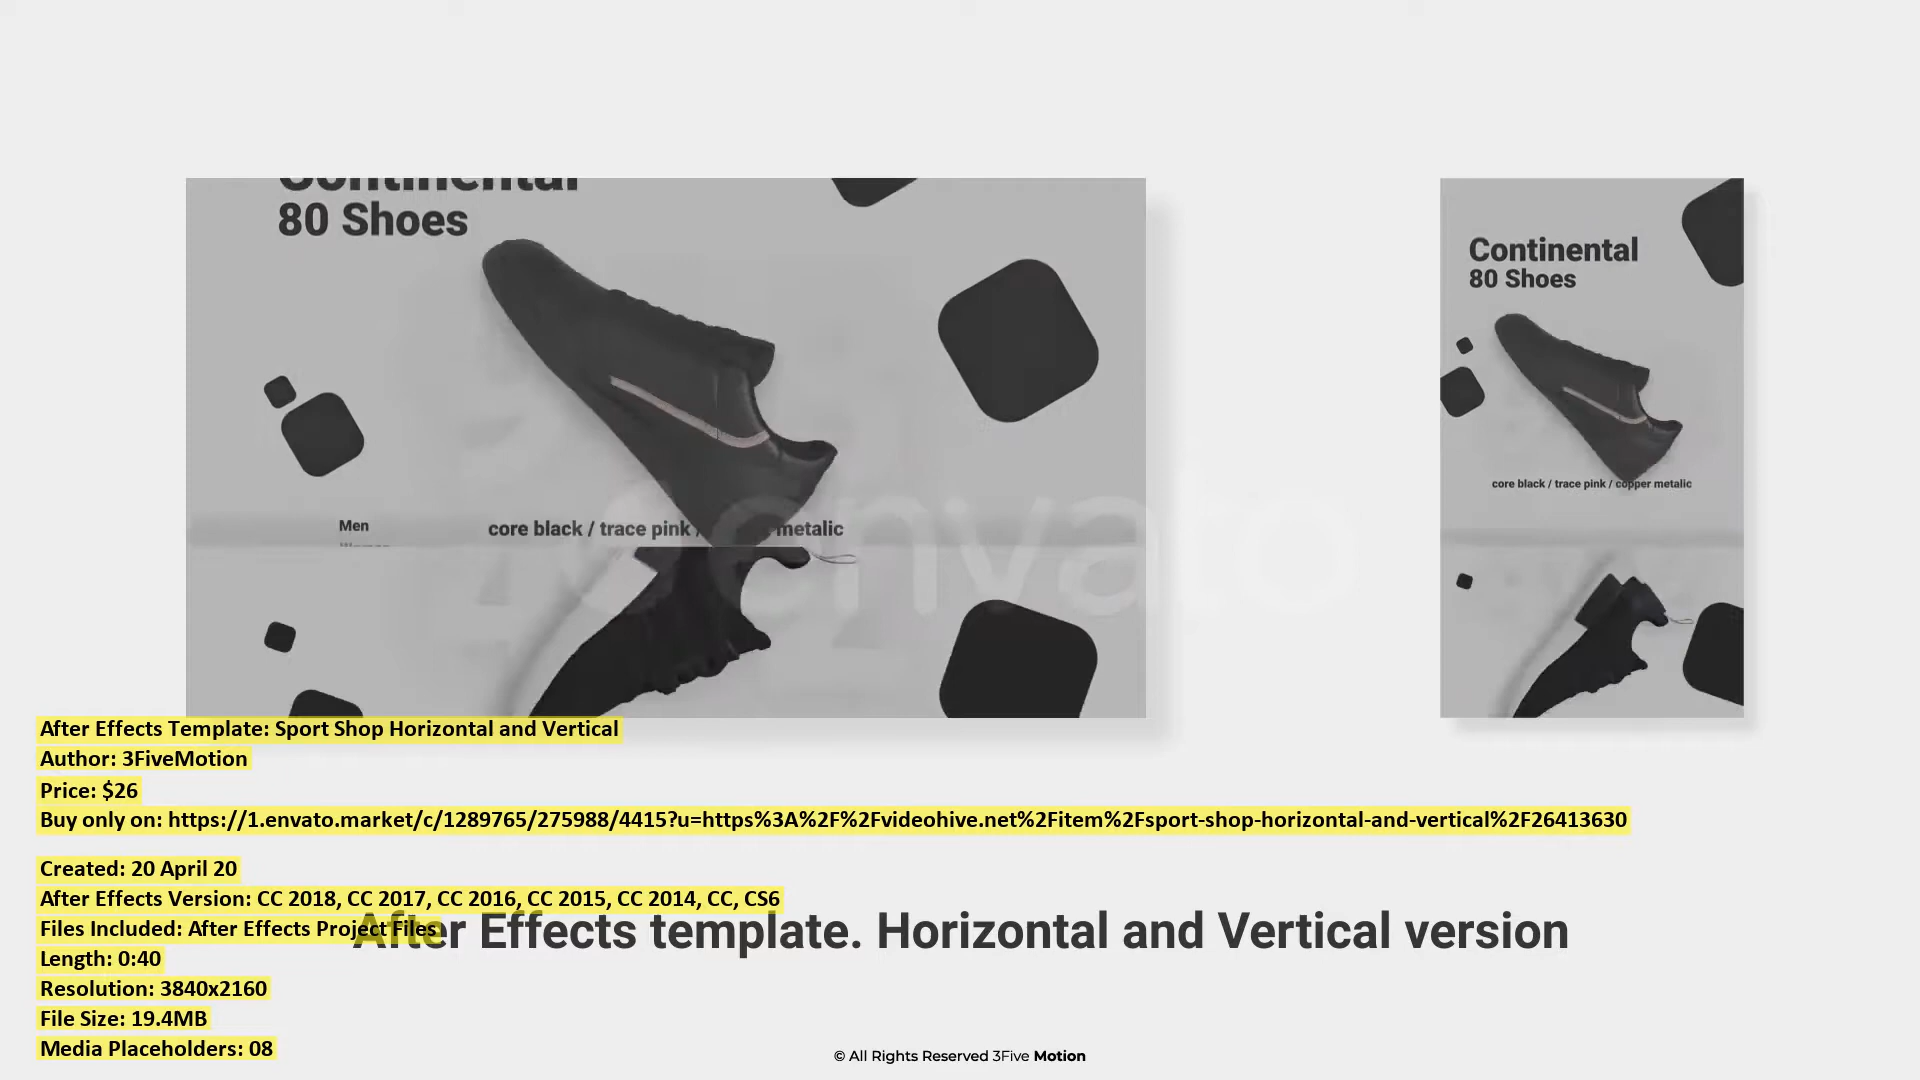 Continental
80 Shoes
Men
core black / trace pink / metalic
Continental
80 Shoes
core black / trace pink / copper metalic
envato
After Effects Template: Sport Shop Horizontal and Vertical
Author: 3FiveMotion
Price: $26
Buy only on: https://1.envato.market/c/1289765/275988/4415?u=https%3A%2F%2Fvideohive.net%2Fitem%2Fsport-shop-horizontal-and-vertical%2F26413630
Created: 20 April 20
After Effects Version: CC 2018, CC 2017, CC 2016, CC 2015, CC 2014, CC, CS6
Files Included: After Effects Project Files
After Effects template. Horizontal and Vertical version
Length: 0:40
Resolution: 3840x2160
File Size: 19.4MB
Media Placeholders: 08
© All Rights Reserved 3Five Motion